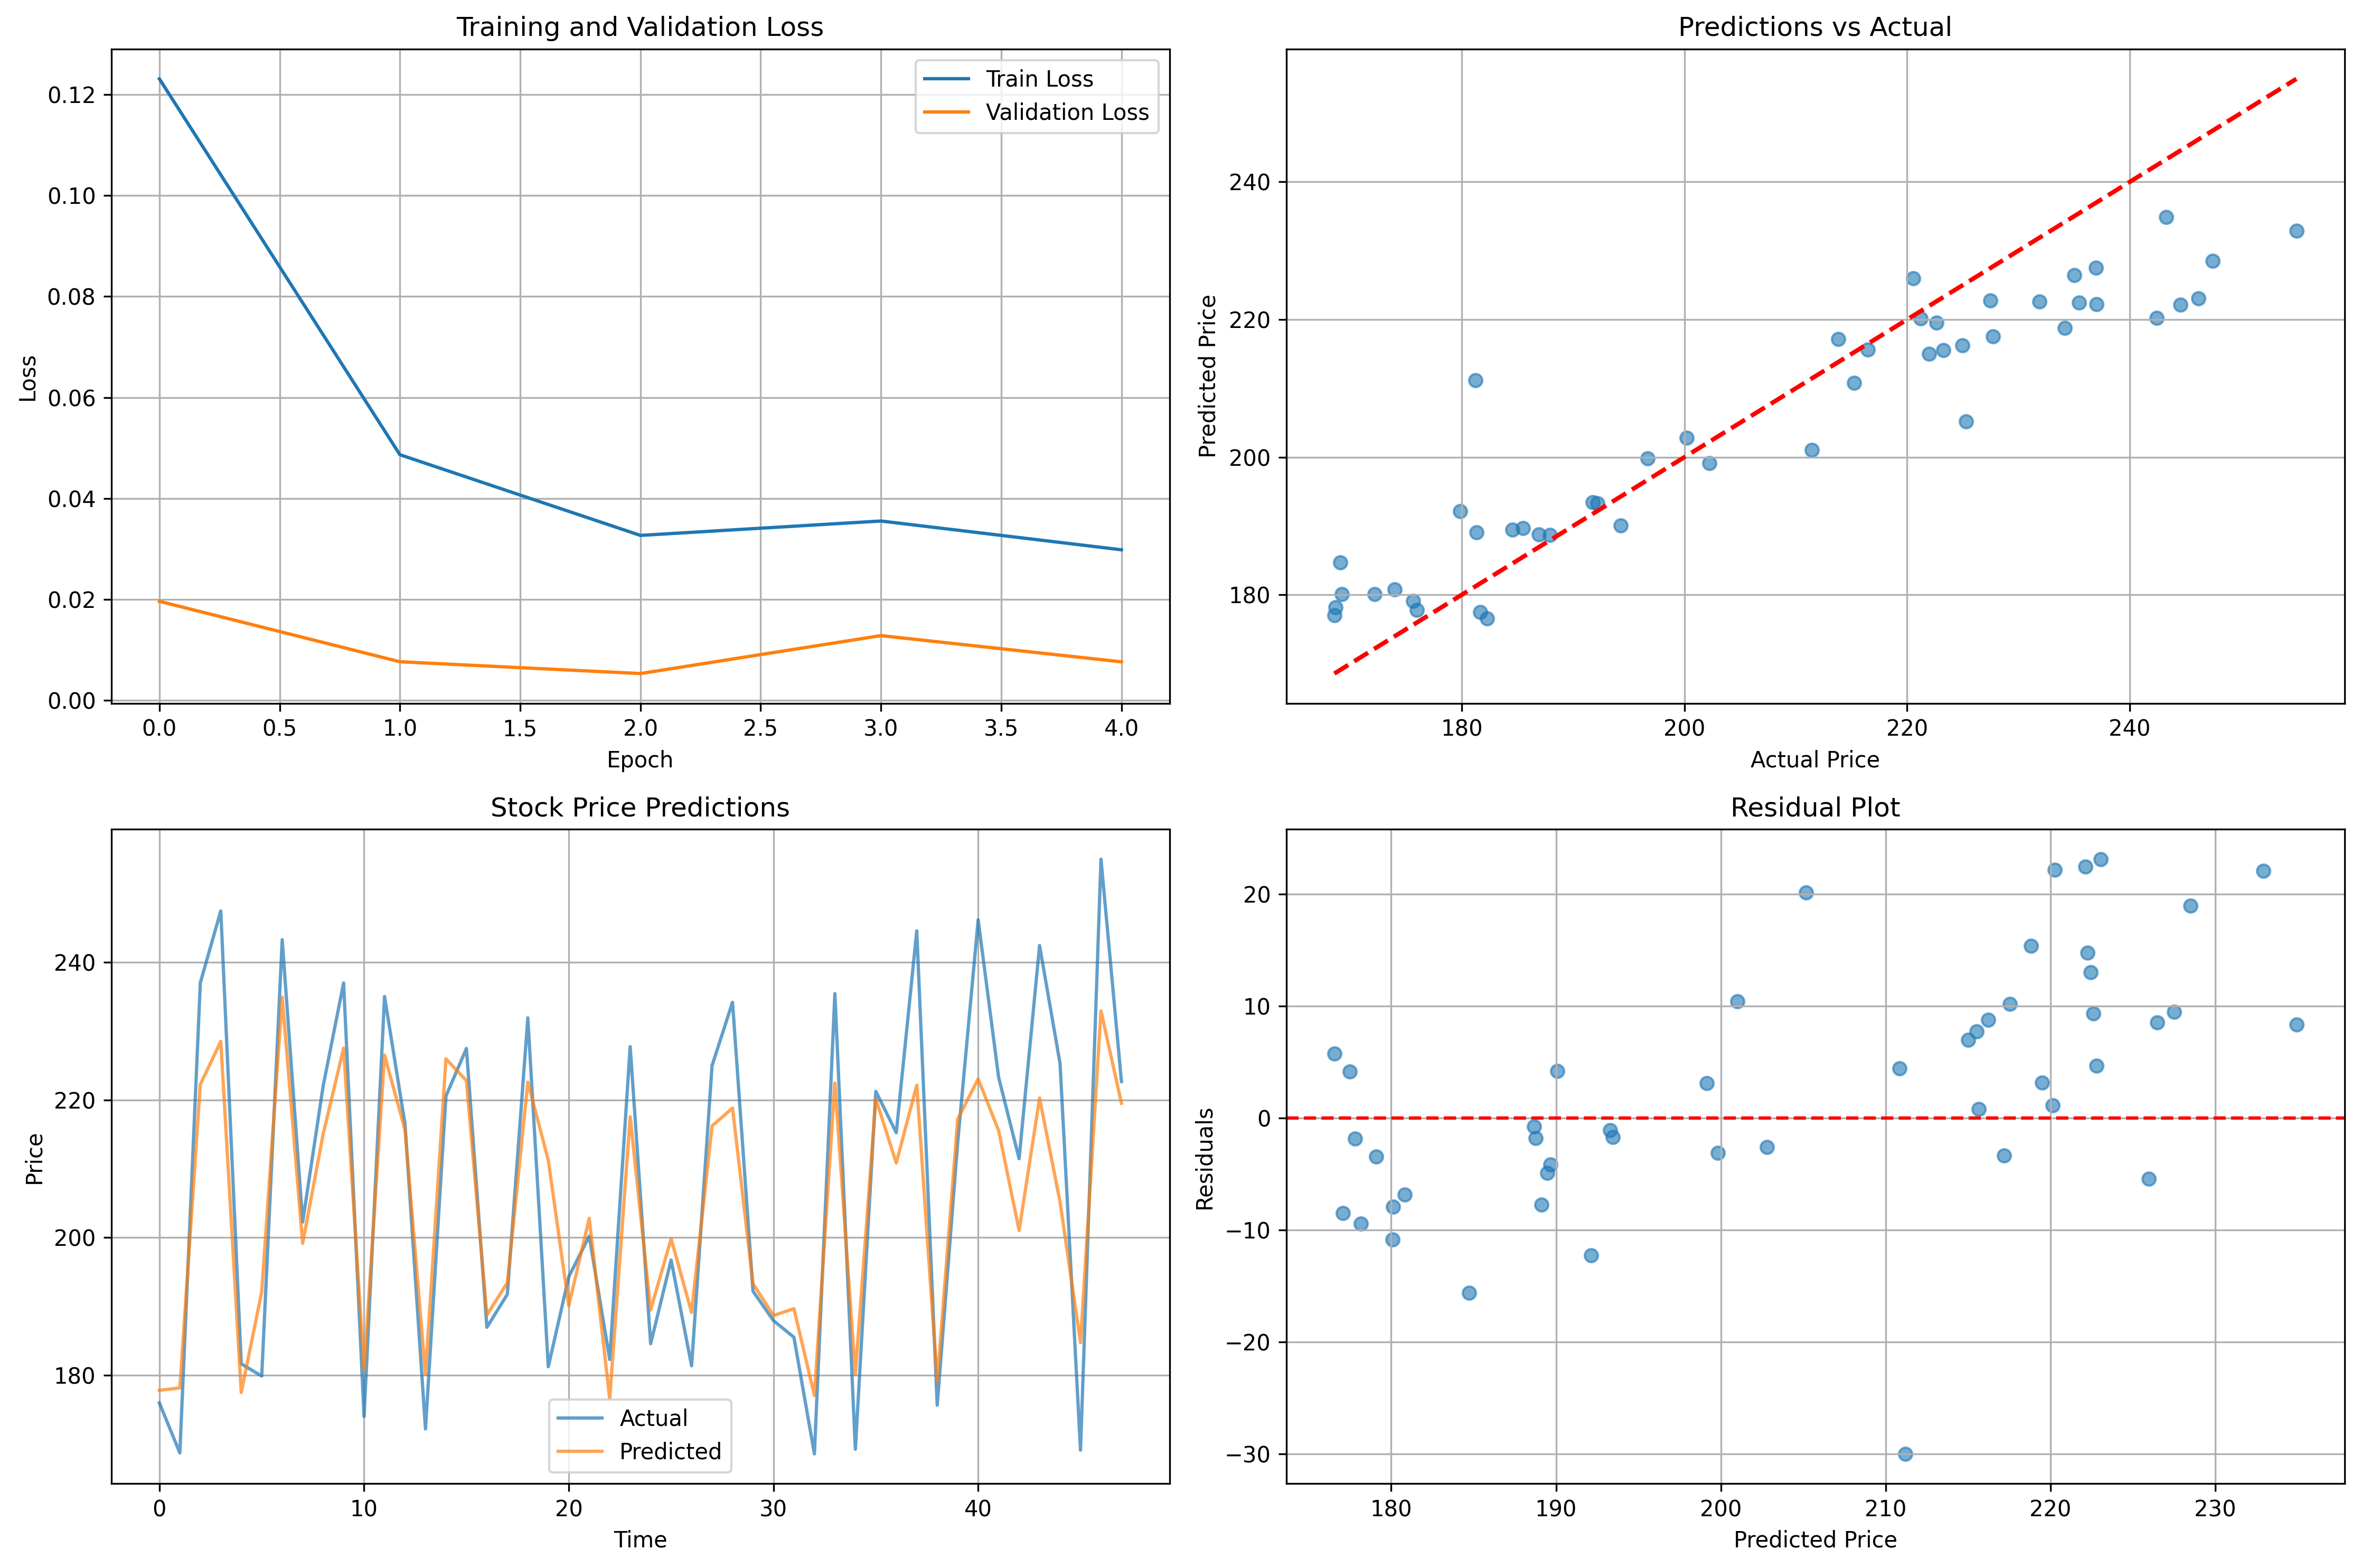 Training and Validation Loss
Train Loss
Validation Loss
0.12
0.10
0.08
0.06
0.04
0.02
0.00
Loss
0.0 0.5 1.0 1.5 2.0 2.5 3.0 3.5 4.0
Epoch
Predictions vs Actual
240
220
200
180
Predicted Price
180 200 220 240
Actual Price
Stock Price Predictions
240
220
200
180
Price
Actual
Predicted
0 10 20 30 40
Time
Residual Plot
20
10
0
−10
−20
−30
Residuals
180 190 200 210 220 230
Predicted Price